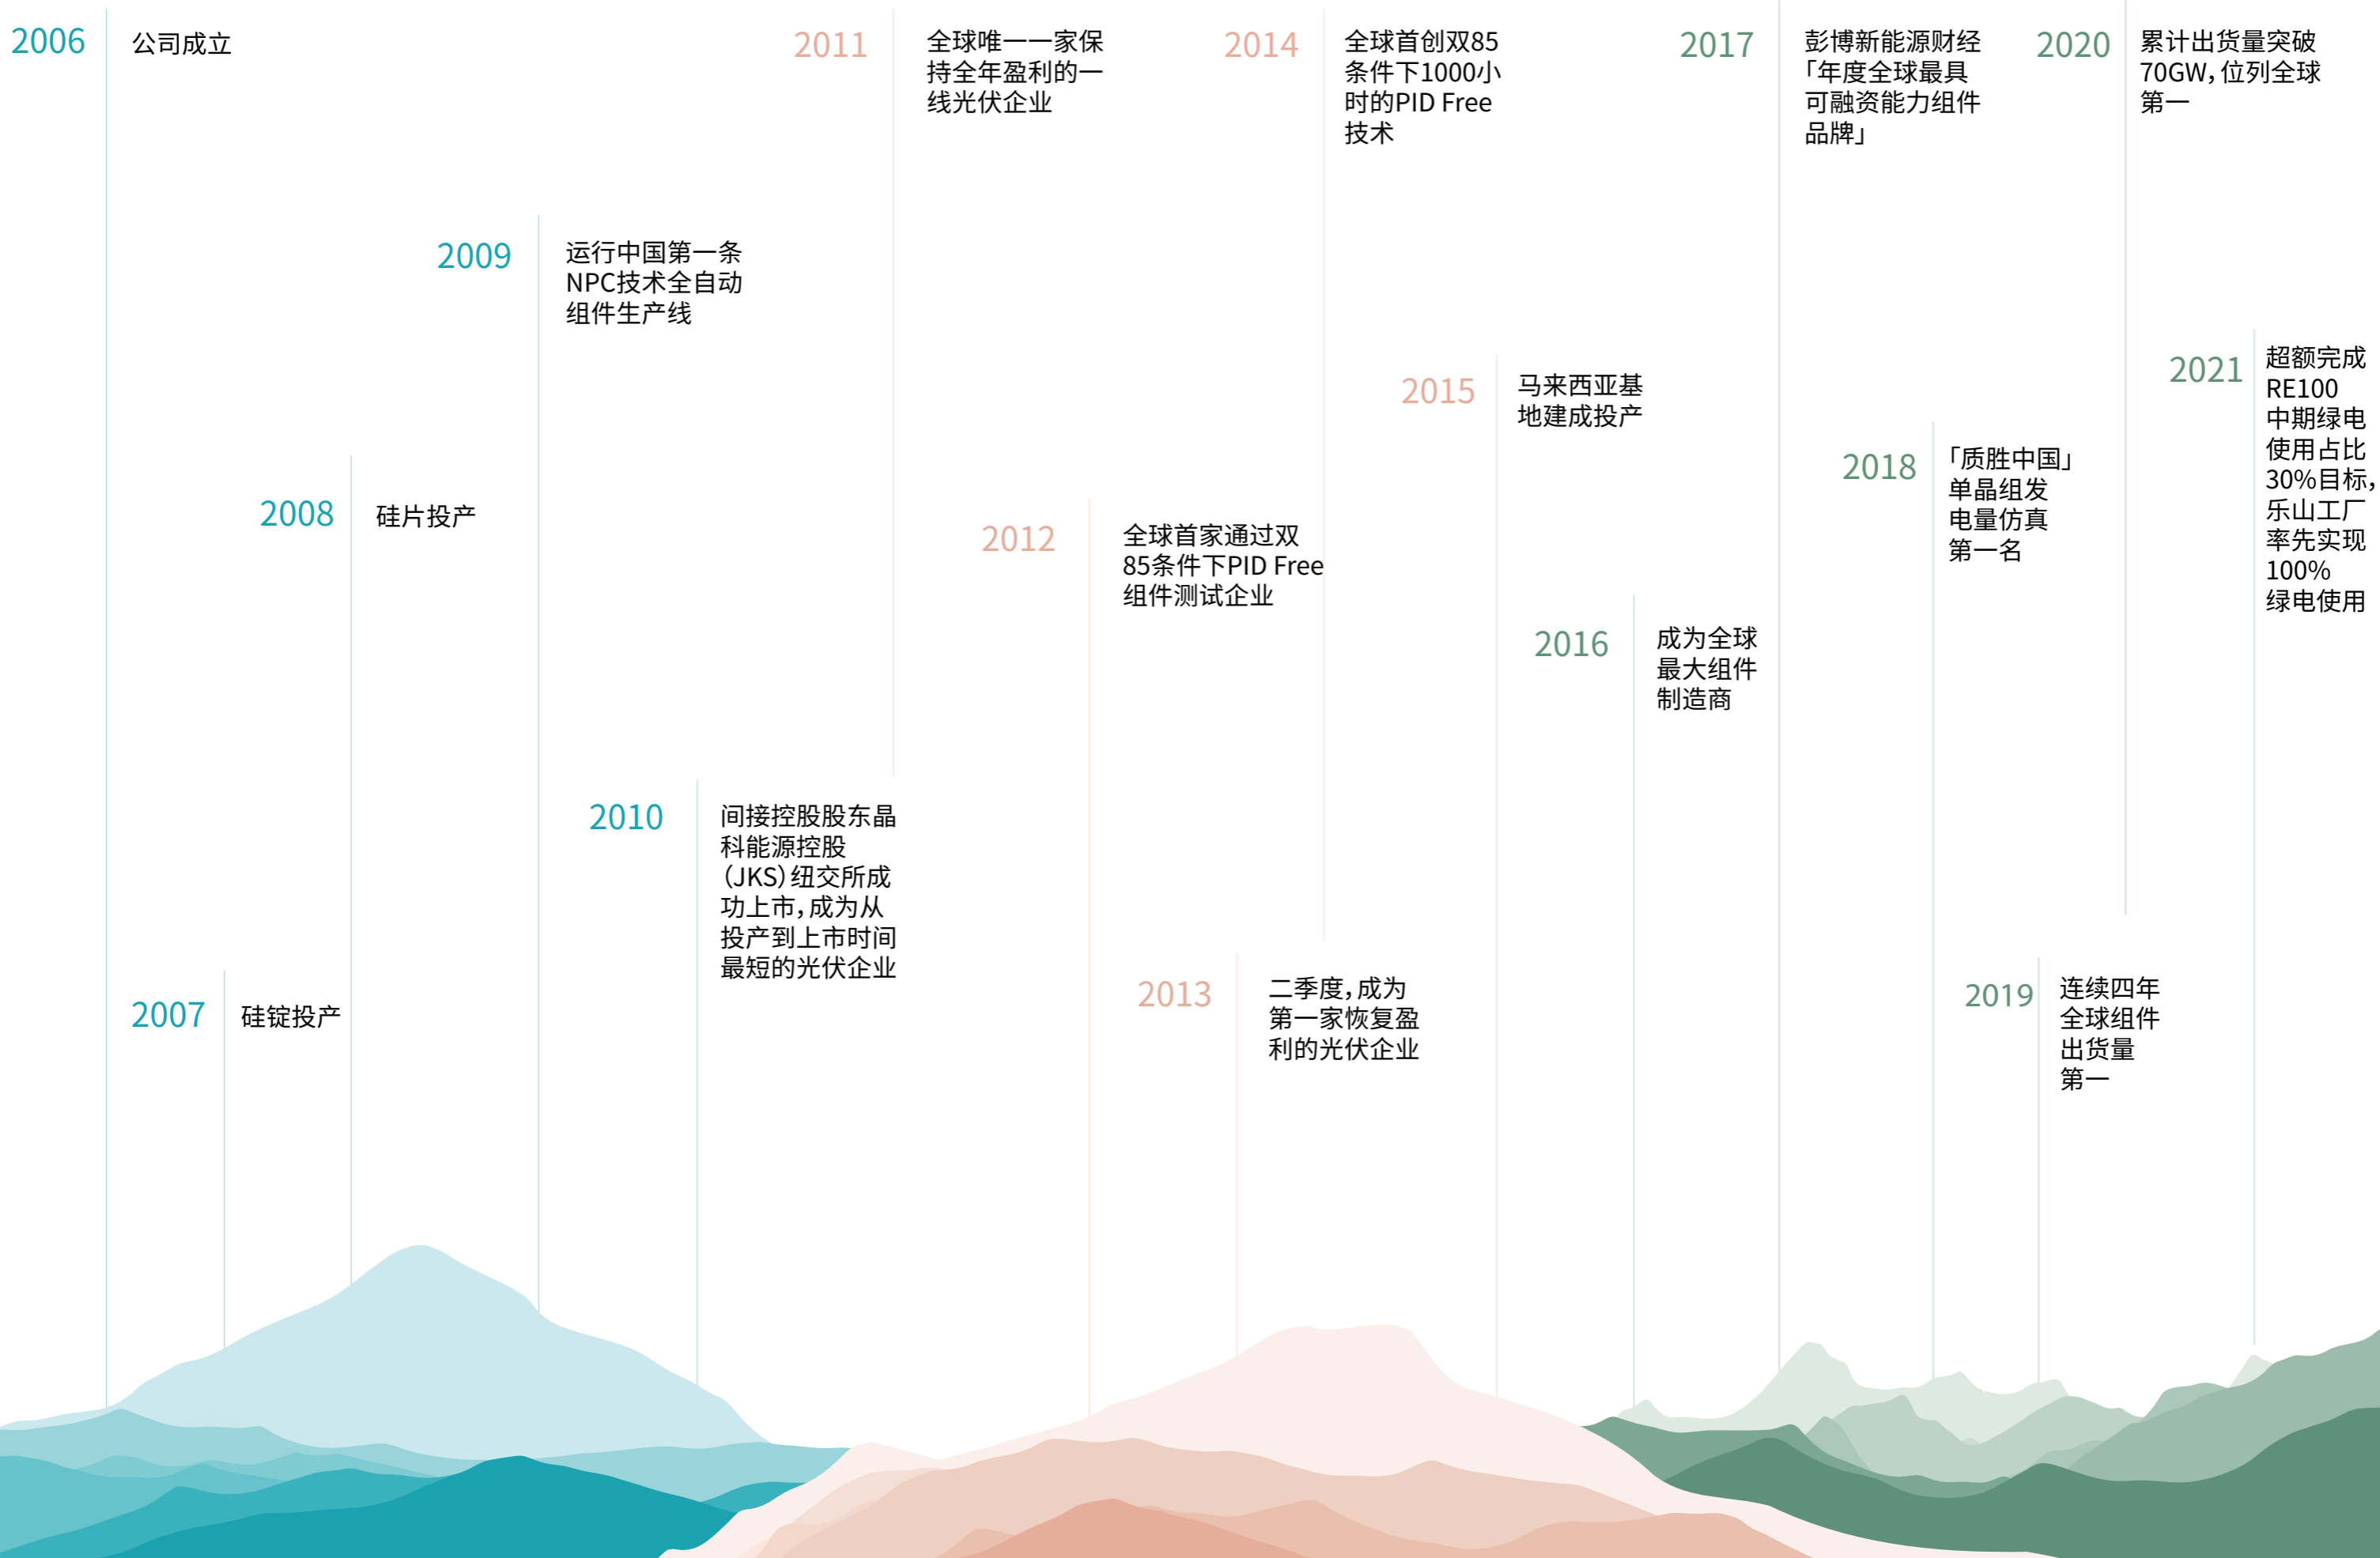 2006
公司成立
2007
硅锭投产
2008
硅片投产
2009
运行中国第一条
NPC技术全自动
组件生产线
2010
间接控股股东晶
科能源控股
（JKS）纽交所成
功上市，成为从
投产到上市时间
最短的光伏企业
2011
全球唯一一家保
持全年盈利的一
线光伏企业
2012
全球首家通过双
85条件下PID Free
组件测试企业
2013
二季度，成为
第一家恢复盈
利的光伏企业
2014
全球首创双85
条件下1000小
时的PID Free
技术
2015
马来西亚基
地建成投产
2016
成为全球
最大组件
制造商
2017
彭博新能源财经
「年度全球最具
可融资能力组件
品牌」
2018
「质胜中国」
单晶组发
电量仿真
第一名
2019
连续四年
全球组件
出货量
第一
2020
累计出货量突破
70GW，位列全球
第一
2021
超额完成
RE100
中期绿电
使用占比
30%目标，
乐山工厂
率先实现
100%
绿电使用